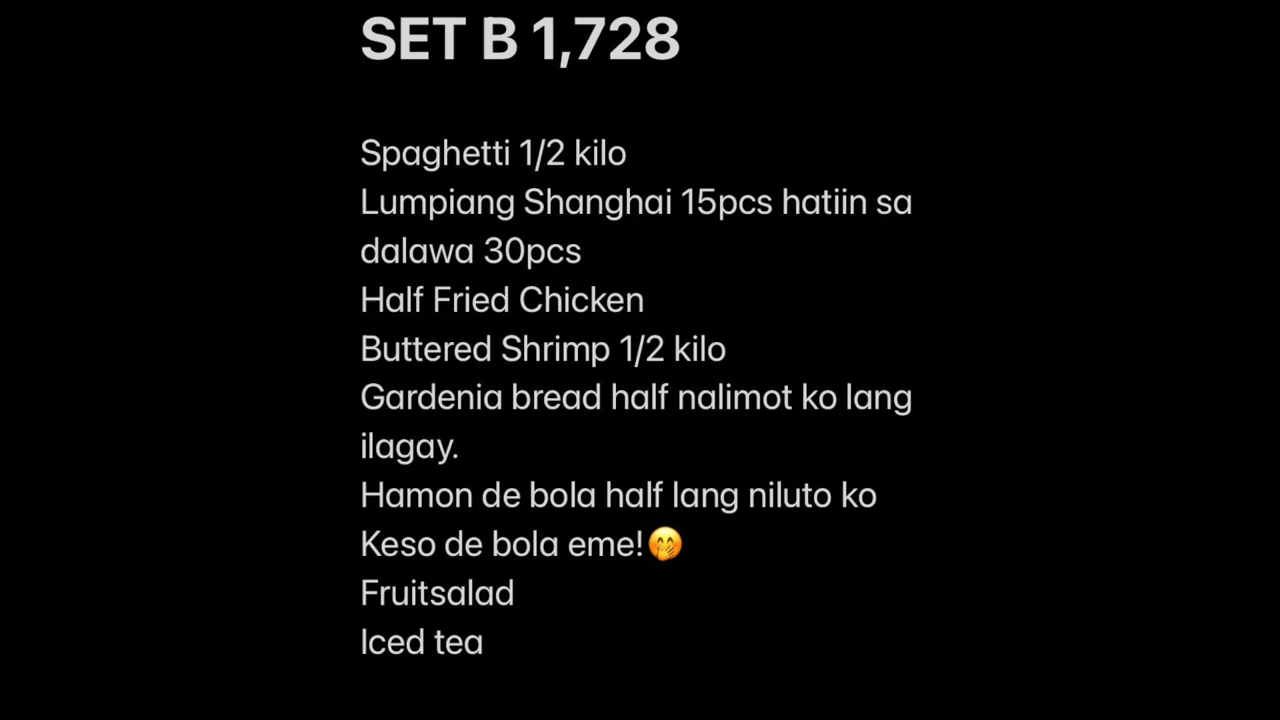 SET B 1,728
Spaghetti 1/2 kilo
Lumpiang Shanghai 15pcs hatiin sa
dalawa 30pcs
Half Fried Chicken
Buttered Shrimp 1/2 kilo
Gardenia bread half nalimot ko lang
ilagay.
Hamon de bola half lang niluto ko
Keso de bola eme!🤭
Fruitsalad
Iced tea